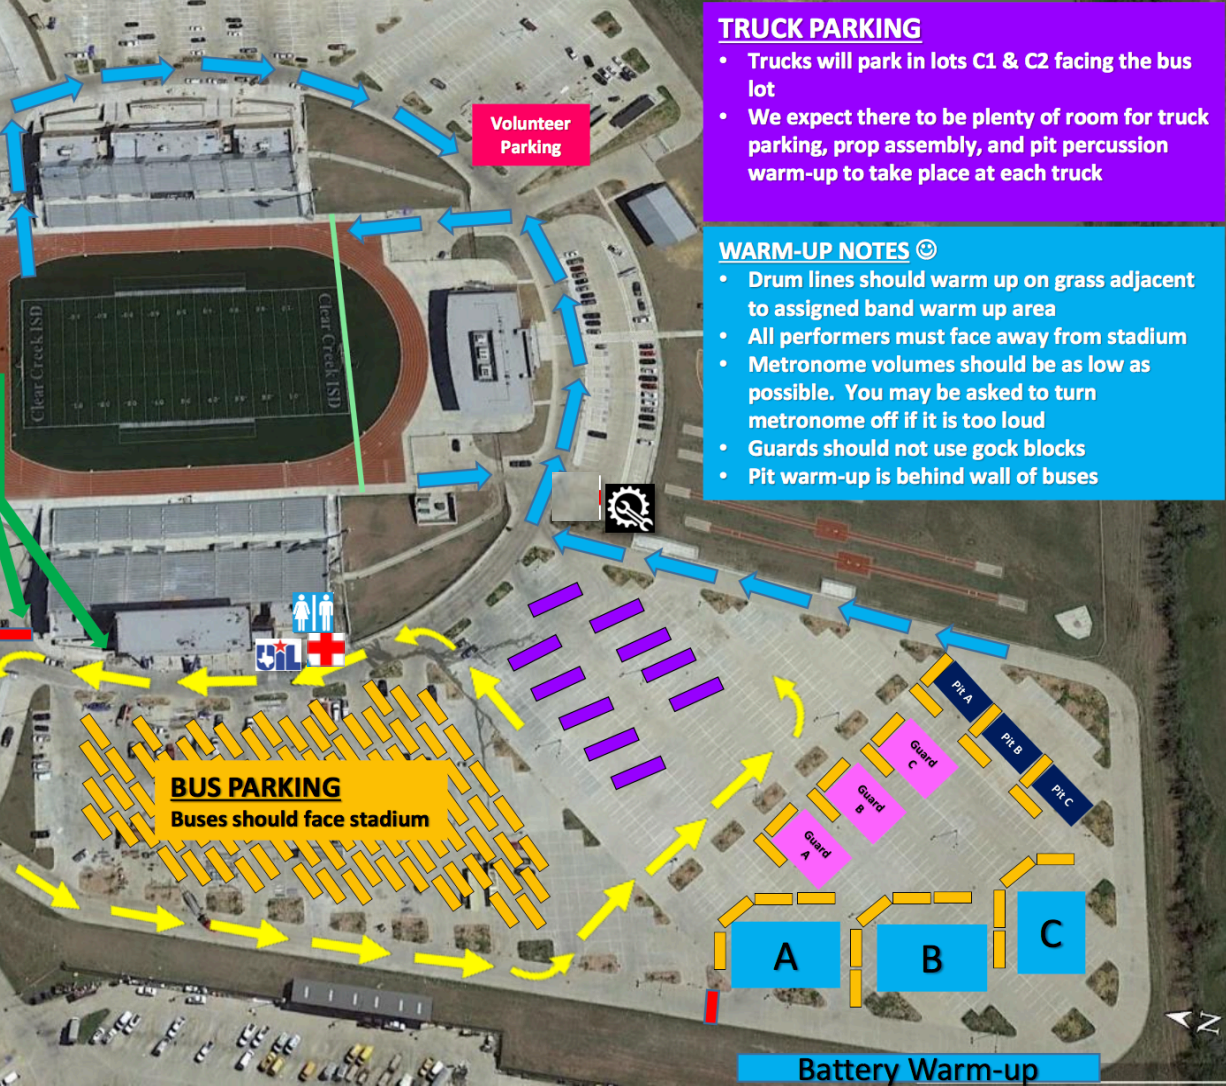 TRUCK PARKING
• Trucks will park in lots C1 & C2 facing the bus
lot
• We expect there to be plenty of room for truck
parking, prop assembly, and pit percussion
warm-up to take place at each truck
Volunteer
Parking
WARM-UP NOTES ☺
• Drum lines should warm up on grass adjacent
to assigned band warm up area
• All performers must face away from stadium
• Metronome volumes should be as low as
possible. You may be asked to turn
metronome off if it is too loud
• Guards should not use gock blocks
• Pit warm-up is behind wall of buses
Clear Creek ISD
Clear Creek ISD
UIL
Pit A
Pit B
Pit C
Guard
C
Guard
B
Guard
A
BUS PARKING
Buses should face stadium
A
B
C
N
Battery Warm-up